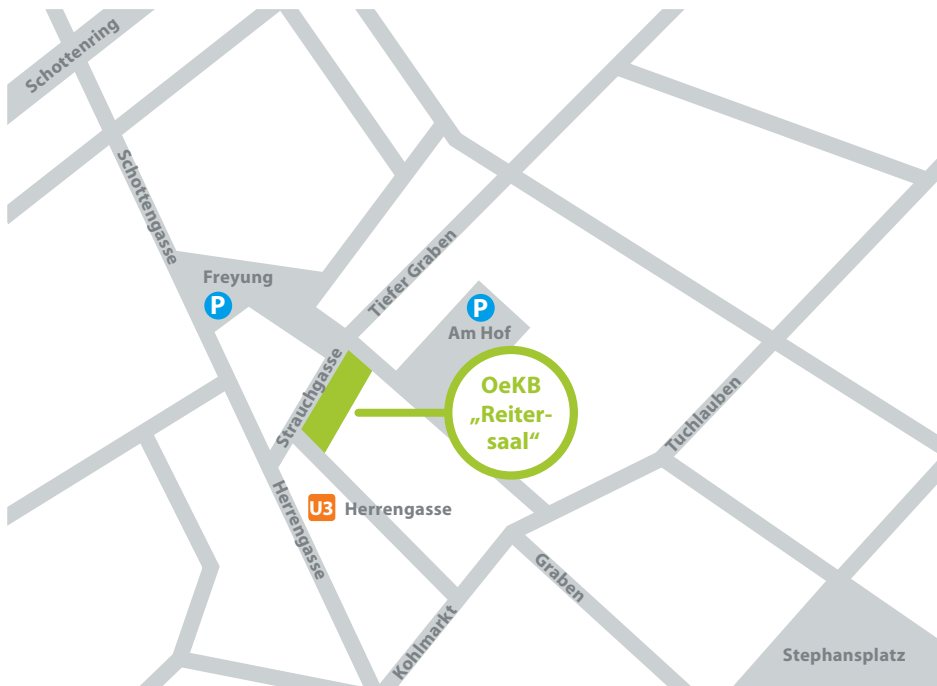 Schottenring
Schottengasse
Freyung
P
Tiefer Graben
P
Am Hof
Strauchgasse
OeKB
„Reiter-
saal“
Tuchlauben
Herrengasse
U3 Herrengasse
Graben
Kohlmarkt
Stephansplatz